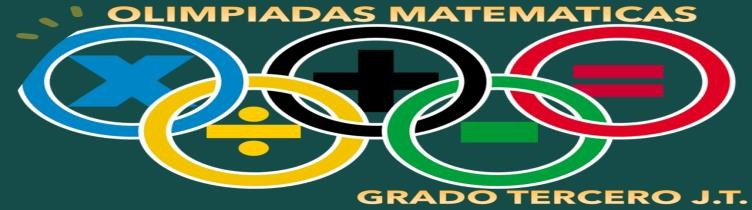 OLIMPIADAS MATEMATICAS
GRADO TERCERO J.T.